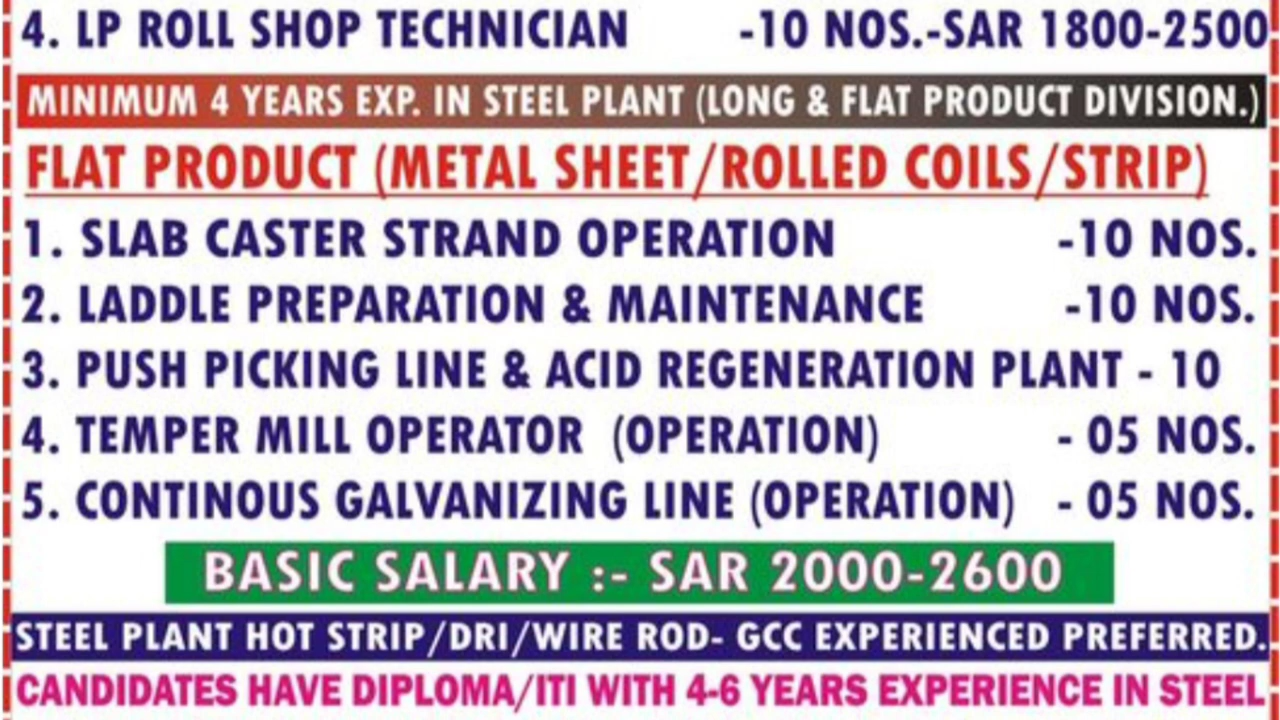 4. LP ROLL SHOP TECHNICIAN -10 NOS.-SAR 1800-2500
MINIMUM 4 YEARS EXP. IN STEEL PLANT (LONG & FLAT PRODUCT DIVISION.)
FLAT PRODUCT (METAL SHEET/ROLLED COILS/STRIP)
1. SLAB CASTER STRAND OPERATION -10 NOS.
2. LADDLE PREPARATION & MAINTENANCE -10 NOS.
3. PUSH PICKING LINE & ACID REGENERATION PLANT - 10
4. TEMPER MILL OPERATOR (OPERATION) - 05 NOS.
5. CONTINOUS GALVANIZING LINE (OPERATION) - 05 NOS.
BASIC SALARY :- SAR 2000-2600
STEEL PLANT HOT STRIP/DRI/WIRE ROD- GCC EXPERIENCED PREFERRED.
CANDIDATES HAVE DIPLOMA/ITI WITH 4-6 YEARS EXPERIENCE IN STEEL